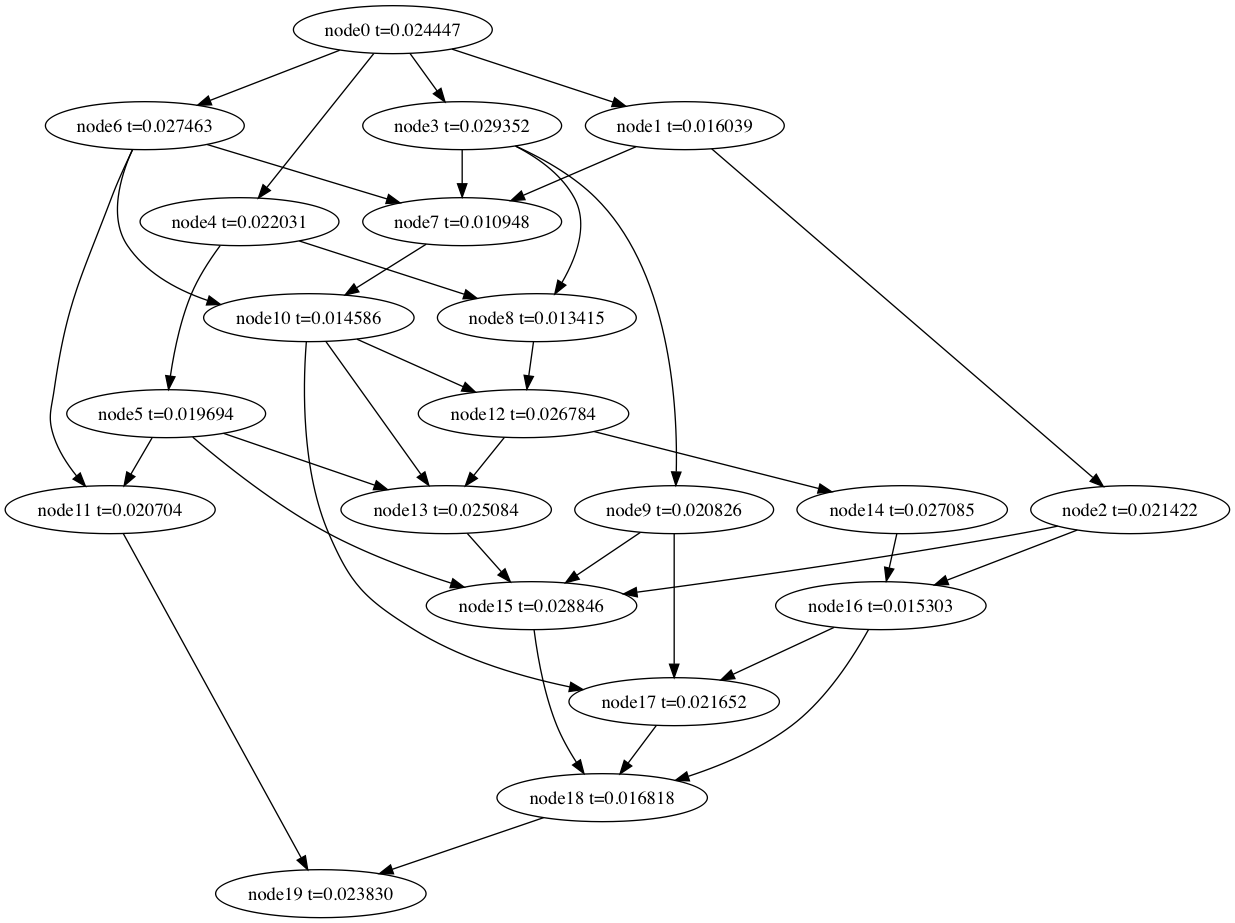 node0 t=0.024447
node6 t=0.027463
node3 t=0.029352
node1 t=0.016039
node4 t=0.022031
node7 t=0.010948
node10 t=0.014586
node8 t=0.013415
node5 t=0.019694
node12 t=0.026784
node11 t=0.020704
node13 t=0.025084
node9 t=0.020826
node14 t=0.027085
node2 t=0.021422
node15 t=0.028846
node16 t=0.015303
node17 t=0.021652
node18 t=0.016818
node19 t=0.023830